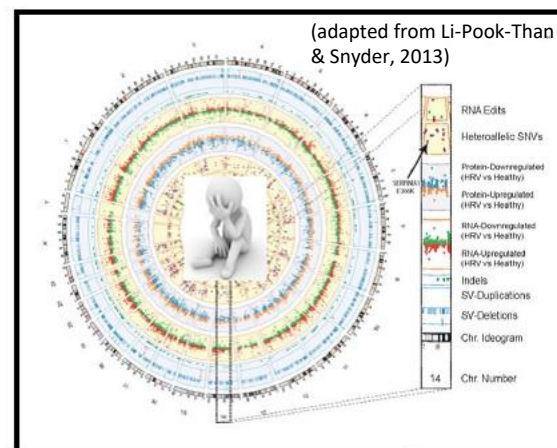 (adapted from Li-Pook-Than
& Snyder, 2013)
RNA Edits
Heteroallelic SNVs
SERPINA1
E366K
Protein-Downregulated
(HRV vs Healthy)
Protein-Upregulated
(HRV vs Healthy)
RNA-Downregulated
(HRV vs Healthy)
RNA-Upregulated
(HRV vs Healthy)
Indels
SV-Duplications
SV-Deletions
Chr. Ideogram
14 Chr. Number